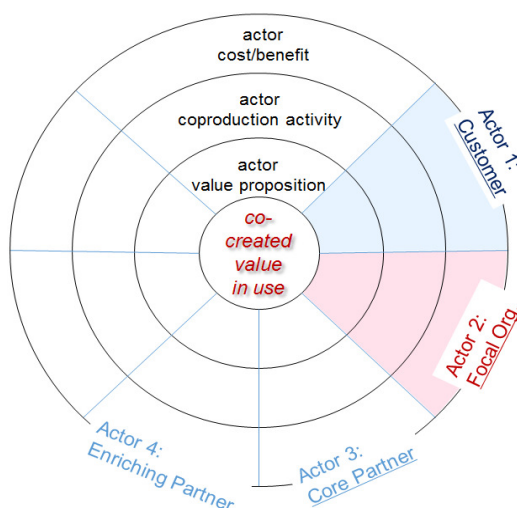 actor
cost/benefit
actor
coproduction activity
actor
value proposition
co-
created
value
in use
Actor 1:
Customer
Actor 2:
Focal Org
Actor 3:
Core Partner
Actor 4:
Enriching Partner